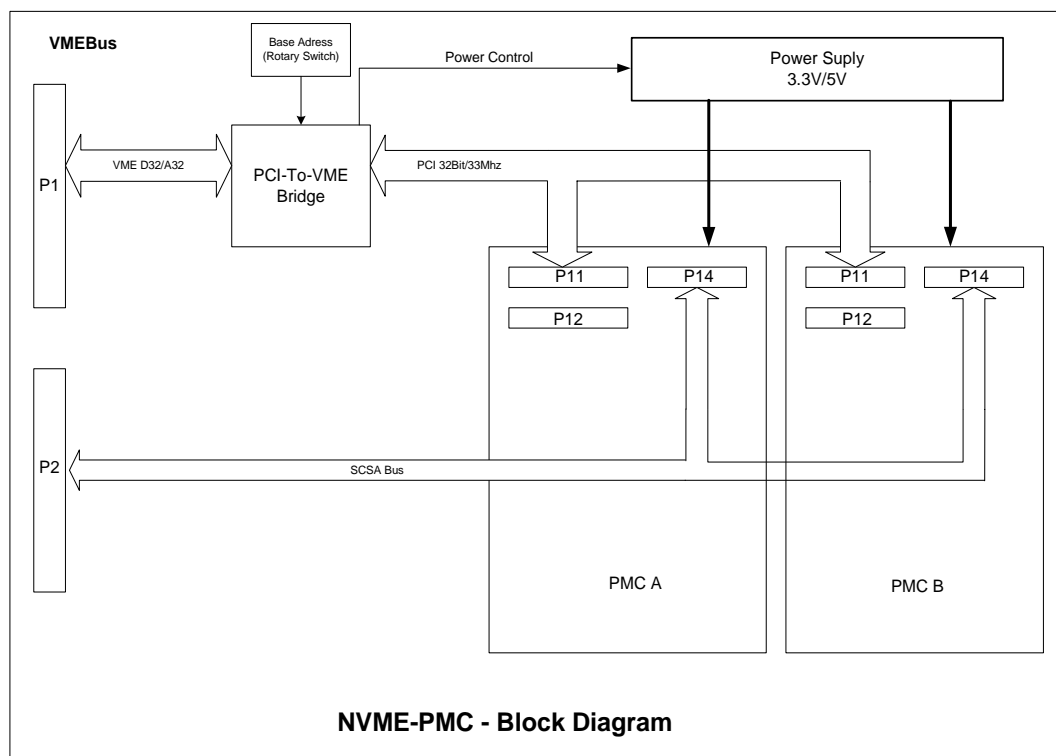 VMEBus
Base Adress
(Rotary Switch)
Power Control
Power Suply
3.3V/5V
P1
VME D32/A32
PCI-To-VME
Bridge
PCI 32Bit/33Mhz
P11
P14
P12
P11
P14
P12
P2
SCSA Bus
PMC A
PMC B
NVME-PMC - Block Diagram